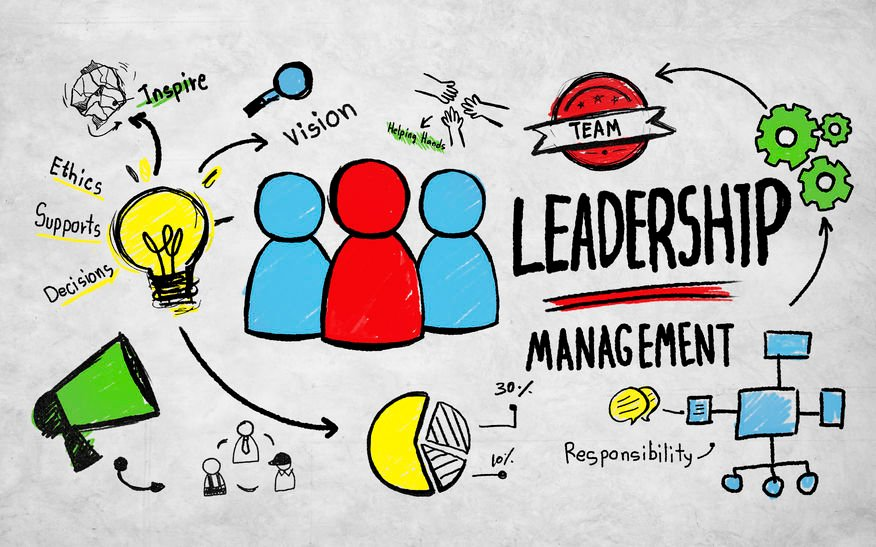 Inspire
Vision
Helping Hands
TEAM
Ethics
Supports
Decisions
LEADERSHIP
MANAGEMENT
30%
10%
Responsibility